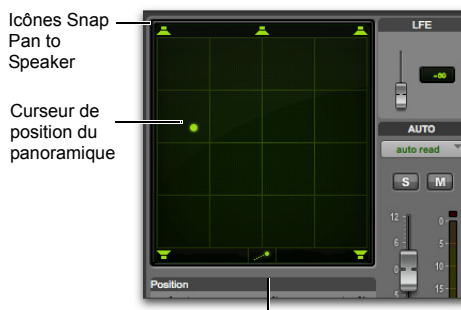 Icônes Snap
Pan to
Speaker
Curseur de
position du
panoramique
LFE
-∞
AUTO
auto read
S M
12
6
0
5
0
5
10
15
Position